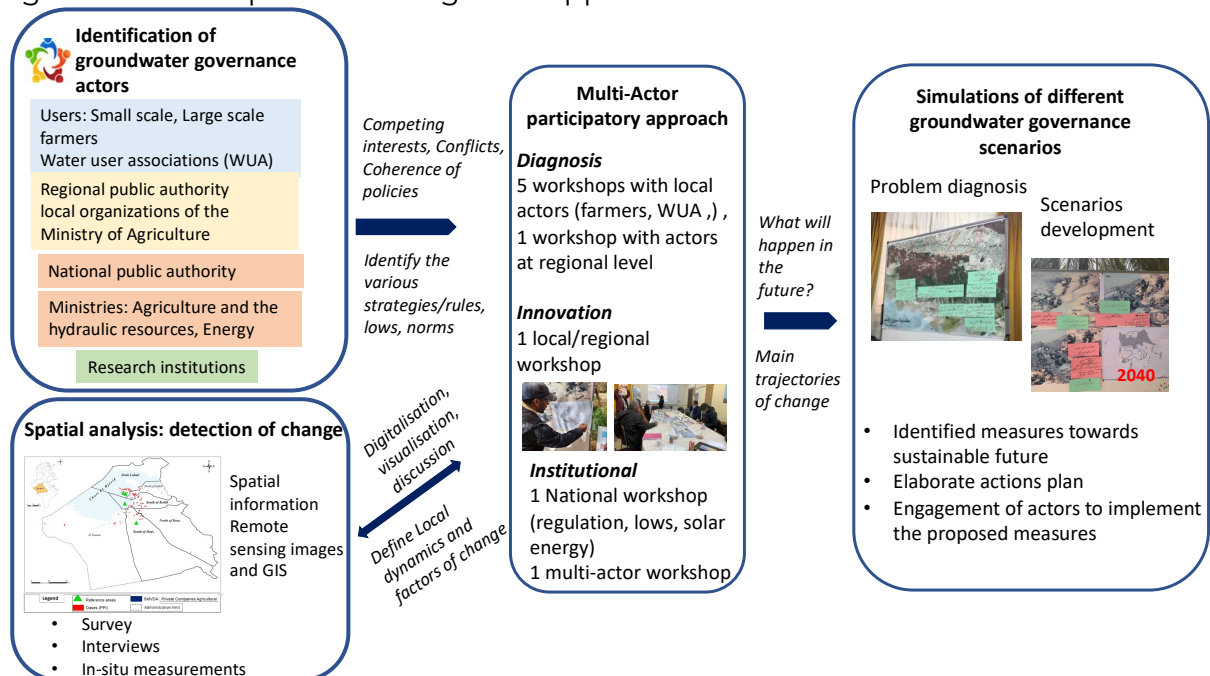 Identification of
groundwater governance
actors
Users: Small scale, Large scale
farmers
Water user associations (WUA)
Regional public authority
local organizations of the
Ministry of Agriculture
National public authority
Ministries: Agriculture and the
hydraulic resources, Energy
Research institutions
Spatial analysis: detection of change
Chott El Djerid
Legend
Reference areas
Oases (PPI)
SMVDA : Private Companies Agricultural
Administrative limit
Spatial
information
Remote
sensing images
and GIS
• Survey
• Interviews
• In-situ measurements
Competing
interests, Conflicts,
Coherence of
policies
Identify the
various
strategies/rules,
lows, norms
Digitalisation,
visualisation,
discussion
Define Local
dynamics and
factors of change
Multi-Actor
participatory approach
Diagnosis
5 workshops with local
actors (farmers, WUA ,) ,
1 workshop with actors
at regional level
Innovation
1 local/regional
workshop
Institutional
1 National workshop
(regulation, lows, solar
energy)
1 multi-actor workshop
What will
happen in
the
future?
Main
trajectories
of change
Simulations of different
groundwater governance
scenarios
Problem diagnosis
Scenarios
development
2040
• Identified measures towards
sustainable future
• Elaborate actions plan
• Engagement of actors to implement
the proposed measures